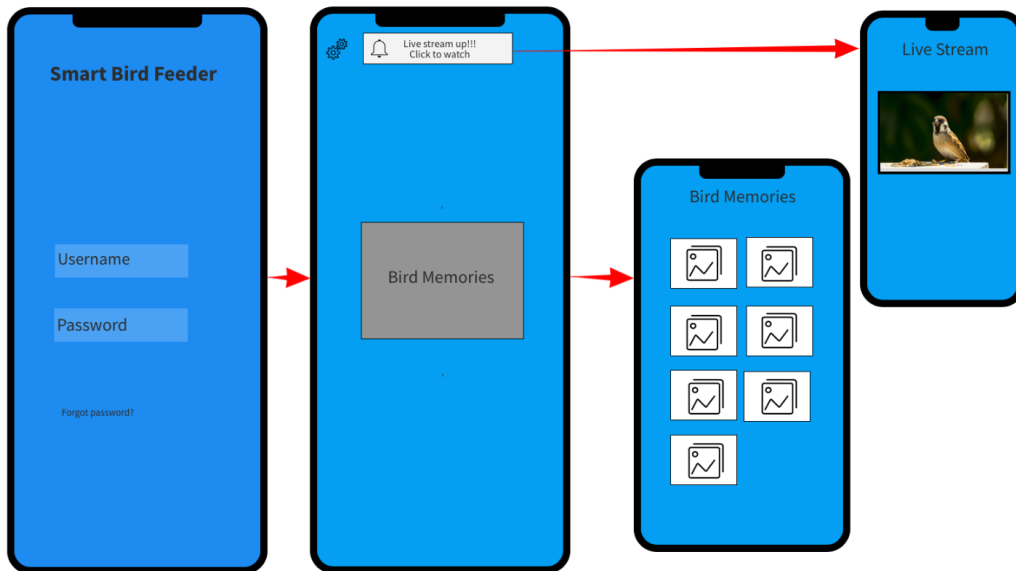 Smart Bird Feeder
Username
Password
Forgot password?
Live stream up!!!
Click to watch
Bird Memories
Bird Memories
Live Stream